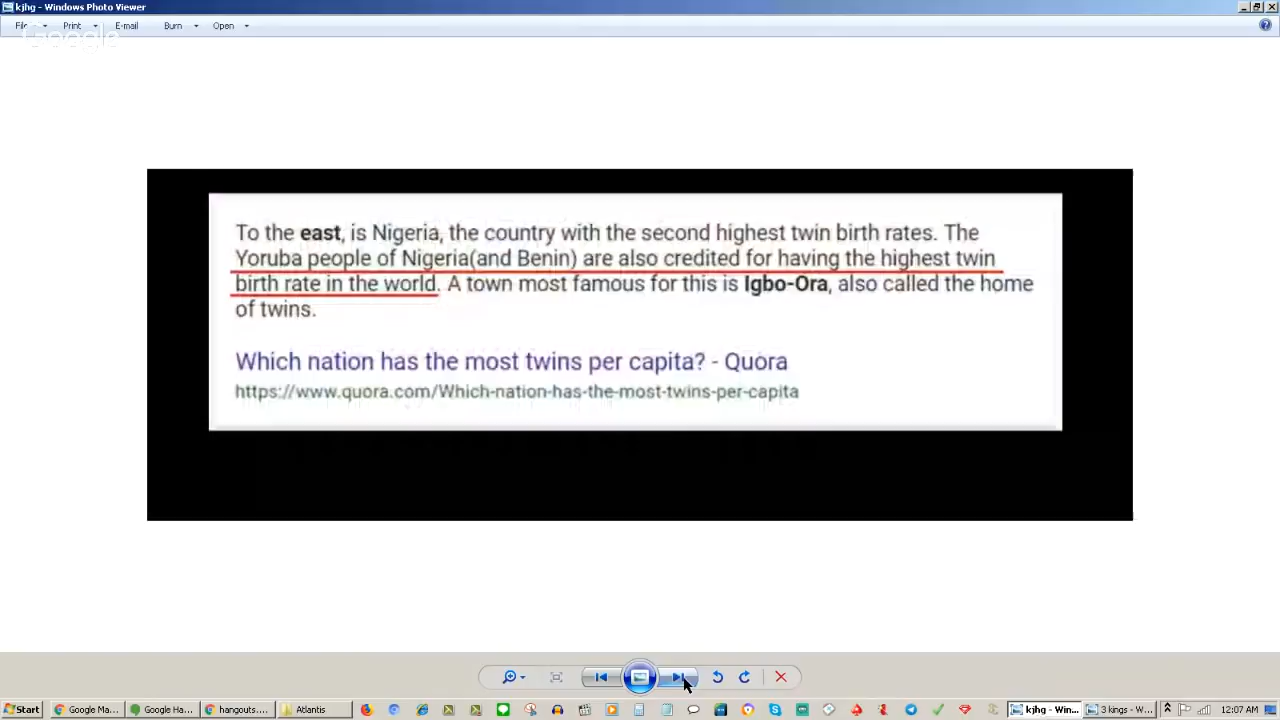 kjhg - Windows Photo Viewer
File Print E-mail Burn Open
Google
To the east, is Nigeria, the country with the second highest twin birth rates. The
Yoruba people of Nigeria(and Benin) are also credited for having the highest twin
birth rate in the world. A town most famous for this is Igbo-Ora, also called the home
of twins.
Which nation has the most twins per capita? - Quora
https://www.quora.com/Which-nation-has-the-most-twins-per-capita
Start Google Ma... Google Ha... hangouts.... Atlantis kjhg - Win... 3 kings - W... 12:07 AM